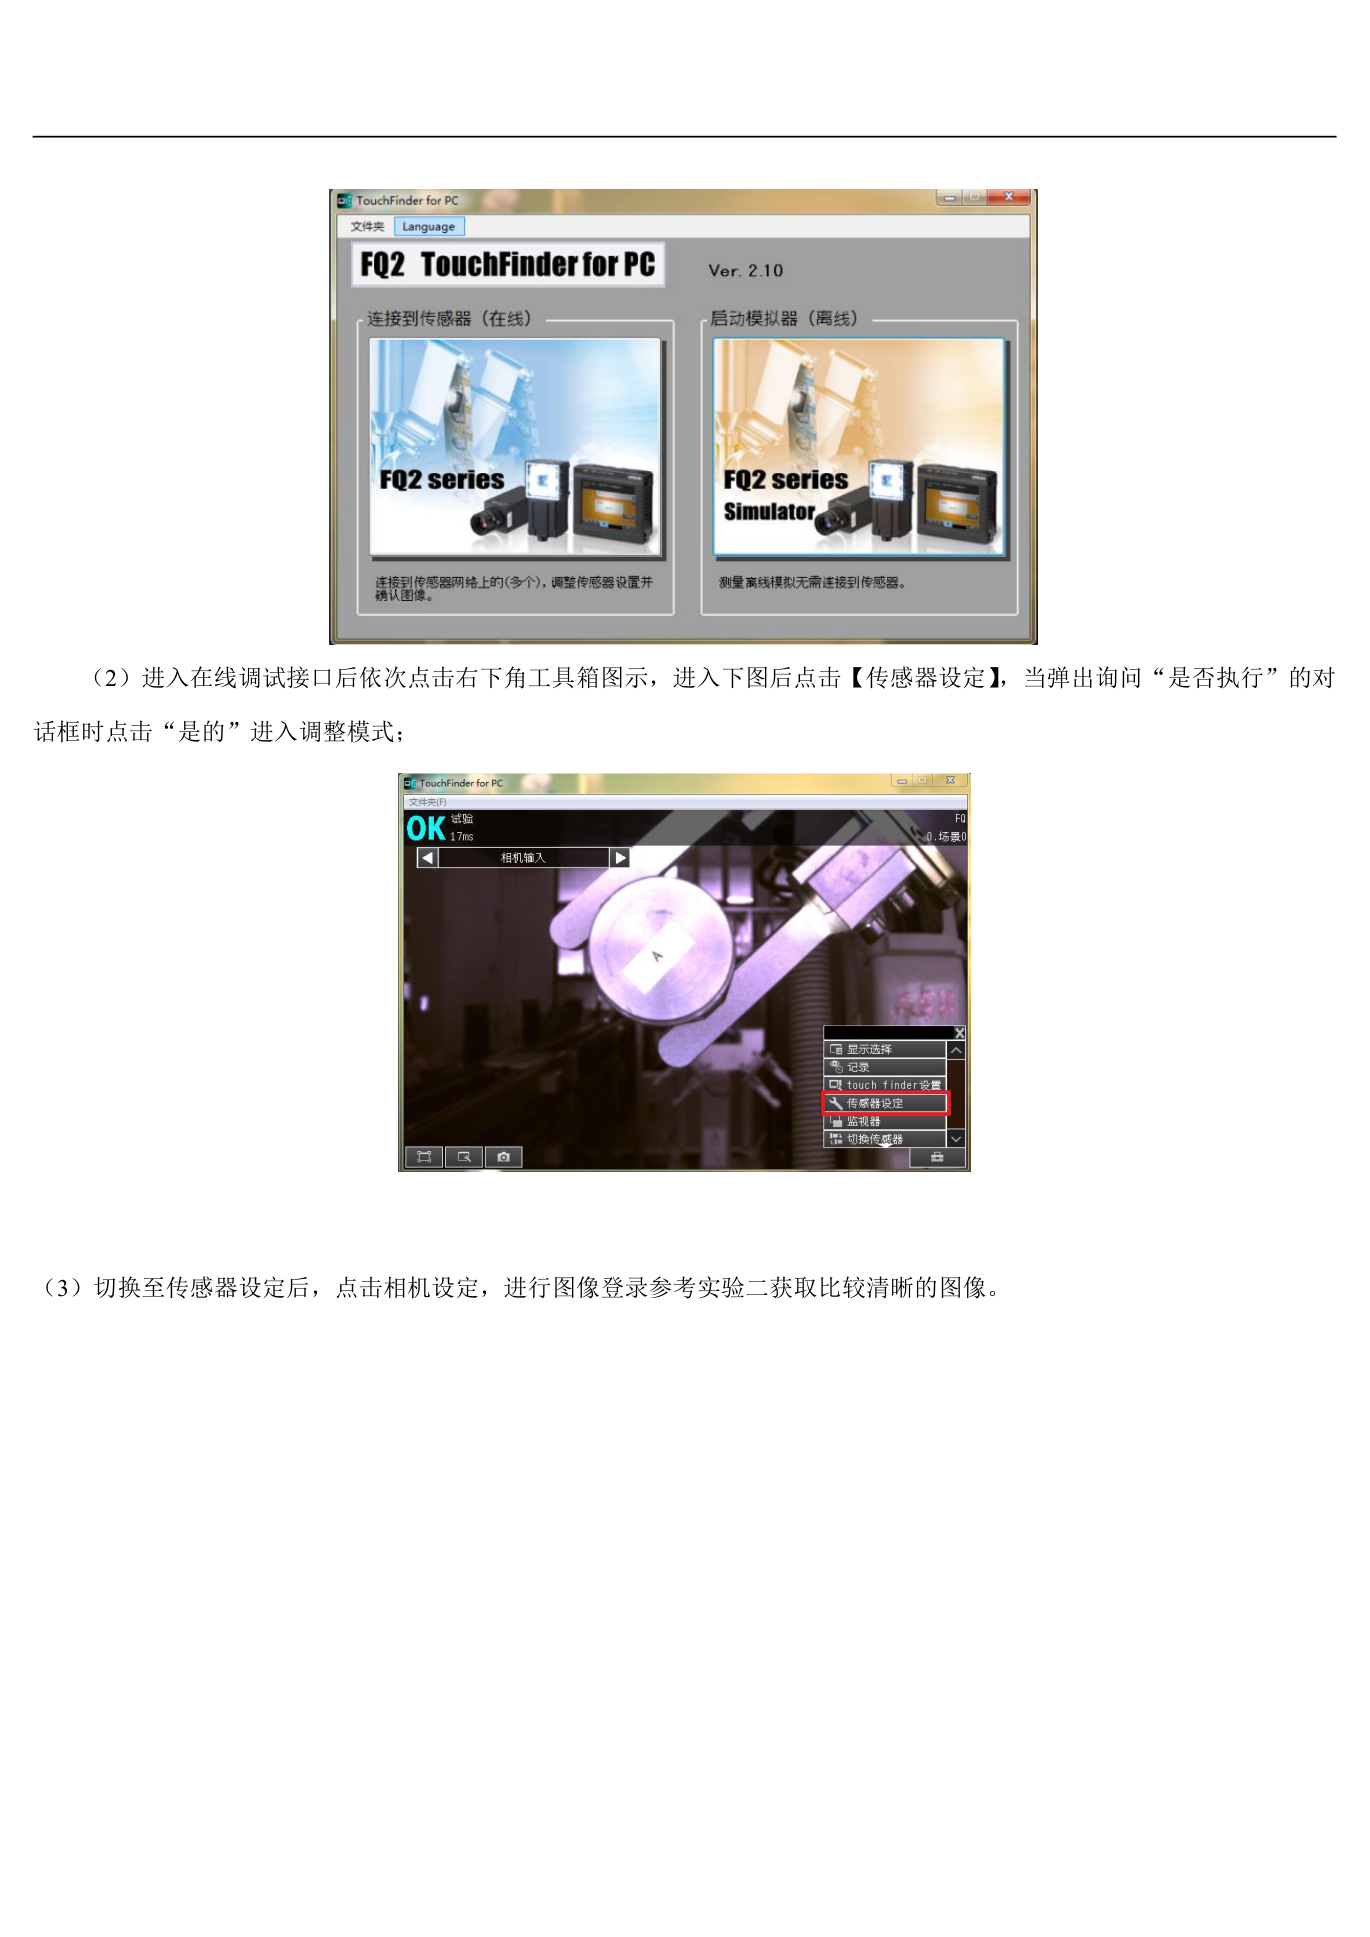 TouchFinder for PC
文件夹 Language
FQ2 TouchFinder for PC Ver. 2.10
连接到传感器（在线）
启动模拟器（离线）
FQ2 series
FQ2 series
Simulator
连接到传感器网络上的(多个)，调整传感器设置并
确认图像。
测量离线模拟无需连接到传感器。
（2）进入在线调试接口后依次点击右下角工具箱图示，进入下图后点击【传感器设定】，当弹出询问“是否执行”的对
话框时点击“是的”进入调整模式；
TouchFinder for PC
文件夹(F)
OK 试验 FQ
17ms 0.场景0
相机输入
A
显示选择
记录
touch finder设置
传感器设定
监视器
切换传感器
（3）切换至传感器设定后，点击相机设定，进行图像登录参考实验二获取比较清晰的图像。